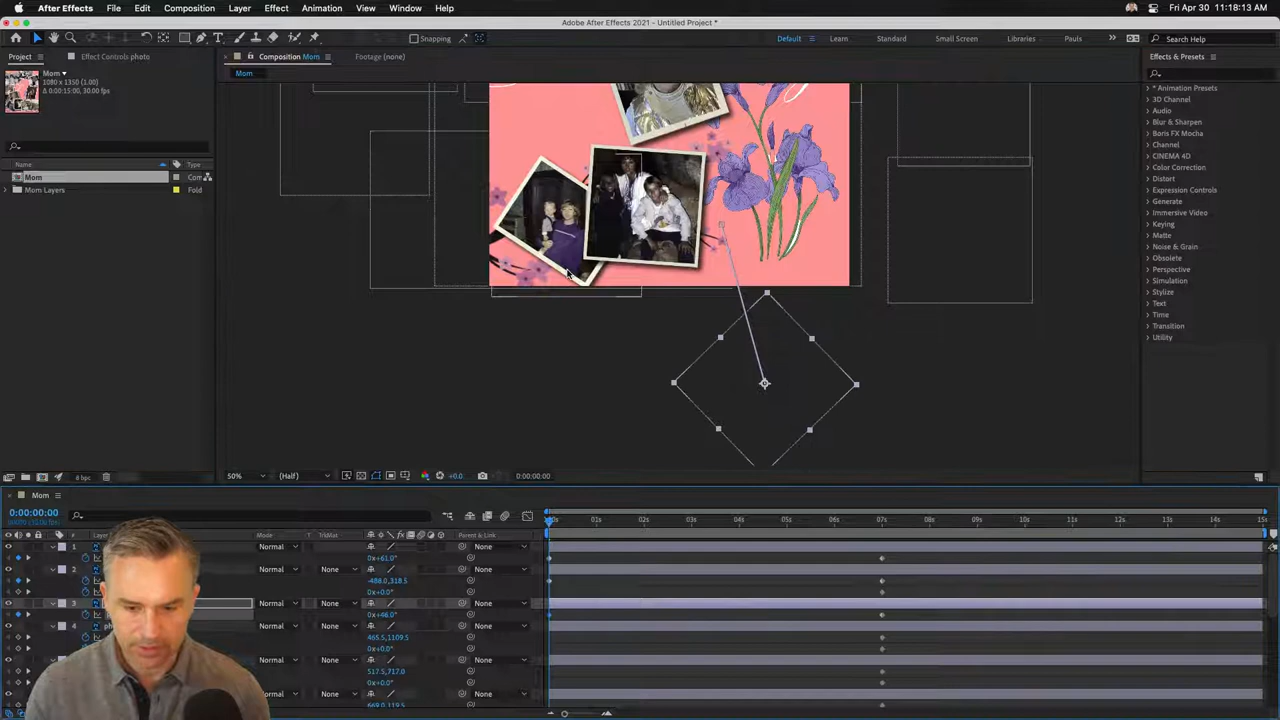 After Effects File Edit Composition Layer Effect Animation View Window Help Fri Apr 30 11:18:13 AM
Adobe After Effects 2021 - Untitled Project *
Snapping Default Learn Standard Small Screen Libraries Pauls Search Help
Project Effect Controls photo Composition Mom Footage (none) Effects & Presets
Mom
1080 x 1350 (1.00)
Δ 0:00:15:00, 30.00 fps
Mom
Name Type
Mom Com
Mom Layers Fold
* Animation Presets
3D Channel
Audio
Blur & Sharpen
Boris FX Mocha
Channel
CINEMA 4D
Color Correction
Distort
Expression Controls
Generate
Immersive Video
Keying
Matte
Noise & Grain
Obsolete
Perspective
Simulation
Stylize
Text
Time
Transition
Utility
8 bpc 50% (Half) +0.0 0:00:00:00
Mom
0:00:00:00
01s 02s 03s 04s 05s 06s 07s 08s 09s 10s 11s 12s 13s 14s 15s
Mode T TrkMat Parent & Link
1 Normal None
0x+61.0°
2 Normal None None
-488.0,318.5
0x+0.0°
3 Normal None None
0x+46.0°
4 Normal None None
465.5,1109.5
0x+0.0°
Normal None None
517.5,717.0
0x+0.0°
Normal None None
669.0,119.5